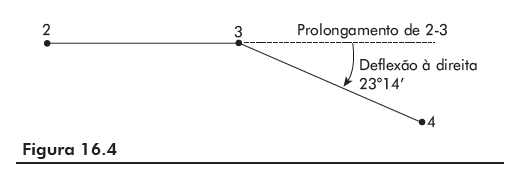 2
3
Prolongamento de 2-3
Deflexão à direita
23°14’
4
Figura 16.4